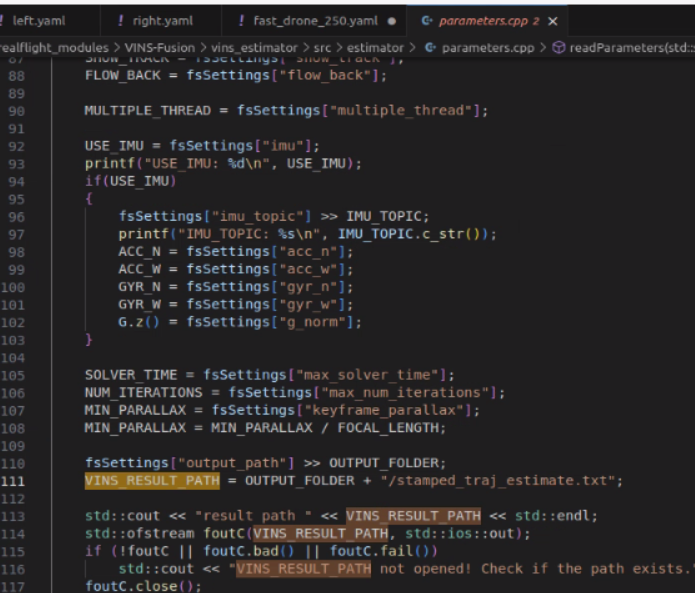 left.yaml ! right.yaml ! fast_drone_250.yaml ● parameters.cpp 2 ×
realflight_modules > VINS-Fusion > vins_estimator > src > estimator > parameters.cpp > readParameters(std::s
87 SHOW_TRACK = fsSettings["show_track"];
88 FLOW_BACK = fsSettings["flow_back"];
89
90 MULTIPLE_THREAD = fsSettings["multiple_thread"];
91
92 USE_IMU = fsSettings["imu"];
93 printf("USE_IMU: %d\n", USE_IMU);
94 if(USE_IMU)
95 {
96 fsSettings["imu_topic"] >> IMU_TOPIC;
97 printf("IMU_TOPIC: %s\n", IMU_TOPIC.c_str());
98 ACC_N = fsSettings["acc_n"];
99 ACC_W = fsSettings["acc_w"];
100 GYR_N = fsSettings["gyr_n"];
101 GYR_W = fsSettings["gyr_w"];
102 G.z() = fsSettings["g_norm"];
103 }
104
105 SOLVER_TIME = fsSettings["max_solver_time"];
106 NUM_ITERATIONS = fsSettings["max_num_iterations"];
107 MIN_PARALLAX = fsSettings["keyframe_parallax"];
108 MIN_PARALLAX = MIN_PARALLAX / FOCAL_LENGTH;
109
110 fsSettings["output_path"] >> OUTPUT_FOLDER;
111 VINS_RESULT_PATH = OUTPUT_FOLDER + "/stamped_traj_estimate.txt";
112
113 std::cout << "result path " << VINS_RESULT_PATH << std::endl;
114 std::ofstream foutC(VINS_RESULT_PATH, std::ios::out);
115 if (!foutC || foutC.bad() || foutC.fail())
116 std::cout << "VINS_RESULT_PATH not opened! Check if the path exists.
117 foutC.close();